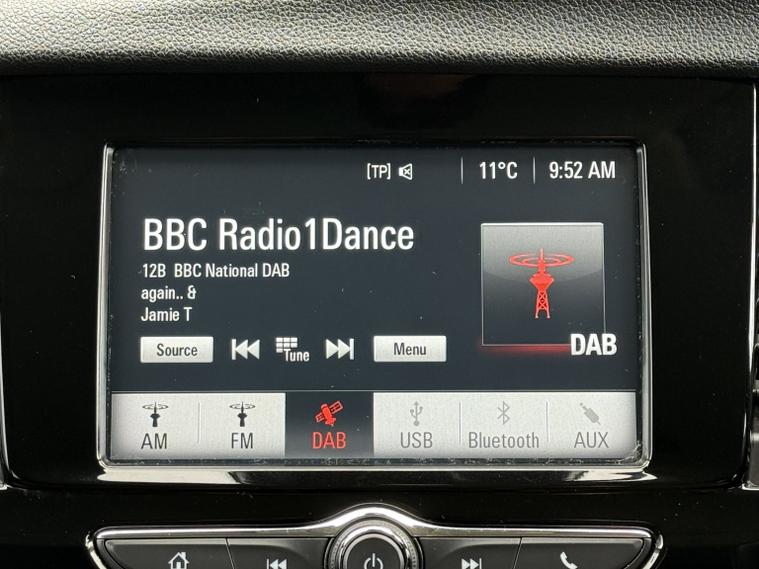 [TP] 11°C 9:52 AM
BBC Radio1Dance
12B BBC National DAB
again.. &
Jamie T
DAB
Source Tune Menu
AM FM DAB USB Bluetooth AUX